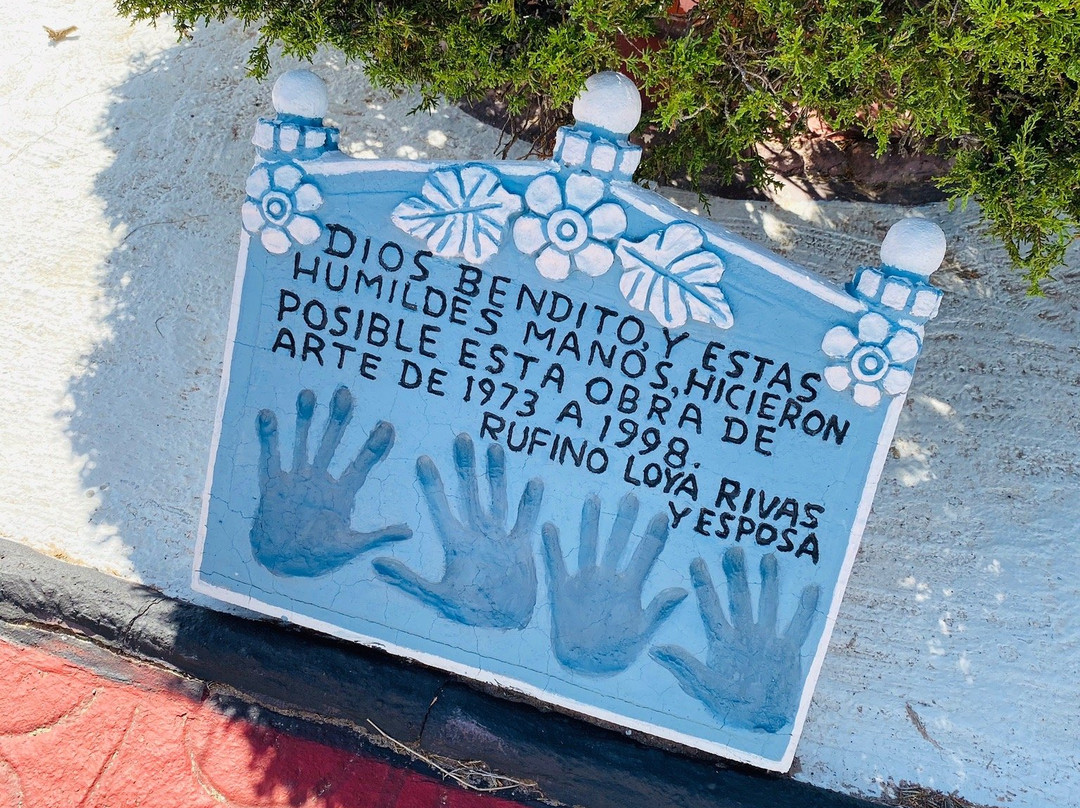 DIOS BENDITO, Y ESTAS
HUMILDES MANOS, HICIERON
POSIBLE ESTA OBRA DE
ARTE DE 1973 A 1998.
RUFINO LOYA RIVAS
Y ESPOSA